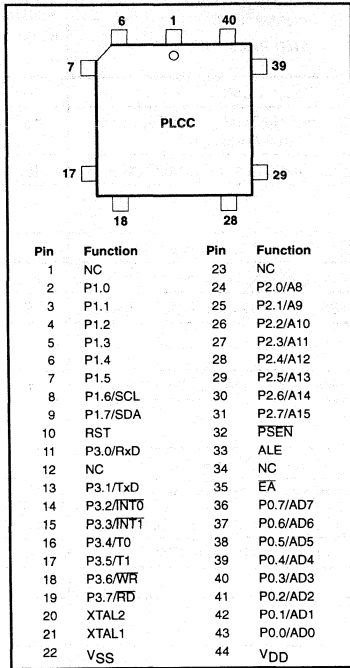 6 1 40
7 39
PLCC
17 29
18 28
Pin Function Pin Function
1 NC 23 NC
2 P1.0 24 P2.0/A8
3 P1.1 25 P2.1/A9
4 P1.2 26 P2.2/A10
5 P1.3 27 P2.3/A11
6 P1.4 28 P2.4/A12
7 P1.5 29 P2.5/A13
8 P1.6/SCL 30 P2.6/A14
9 P1.7/SDA 31 P2.7/A15
10 RST 32 P̅S̅E̅N̅
11 P3.0/RxD 33 ALE
12 NC 34 NC
13 P3.1/TxD 35 E̅A̅
14 P3.2/I̅N̅T̅0̅ 36 P0.7/AD7
15 P3.3/I̅N̅T̅1̅ 37 P0.6/AD6
16 P3.4/T0 38 P0.5/AD5
17 P3.5/T1 39 P0.4/AD4
18 P3.6/W̅R̅ 40 P0.3/AD3
19 P3.7/R̅D̅ 41 P0.2/AD2
20 XTAL2 42 P0.1/AD1
21 XTAL1 43 P0.0/AD0
22 VSS 44 VDD